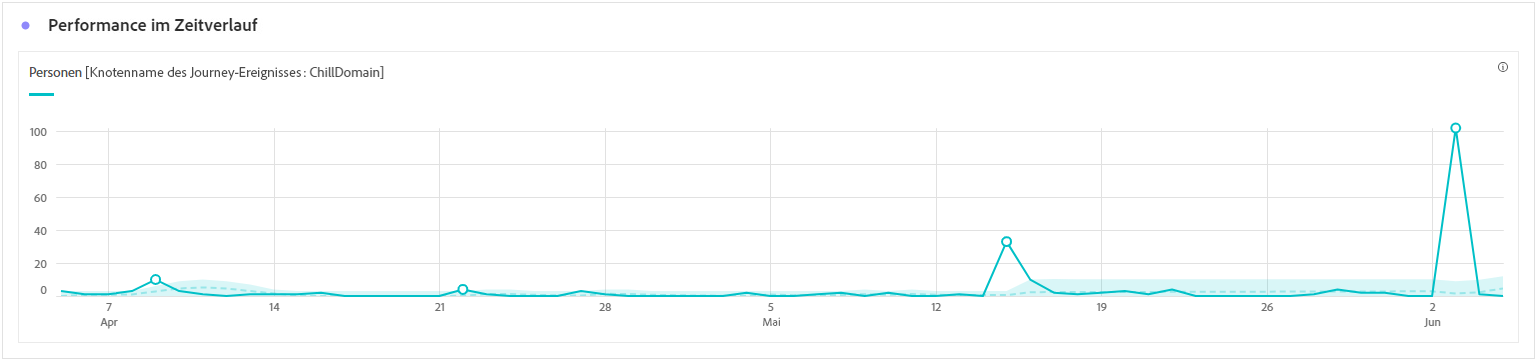 Performance im Zeitverlauf
Personen [Knotenname des Journey-Ereignisses: ChillDomain]
100
80
60
40
20
0
7 14 21 28 5 12 19 26 2
Apr Mai Jun